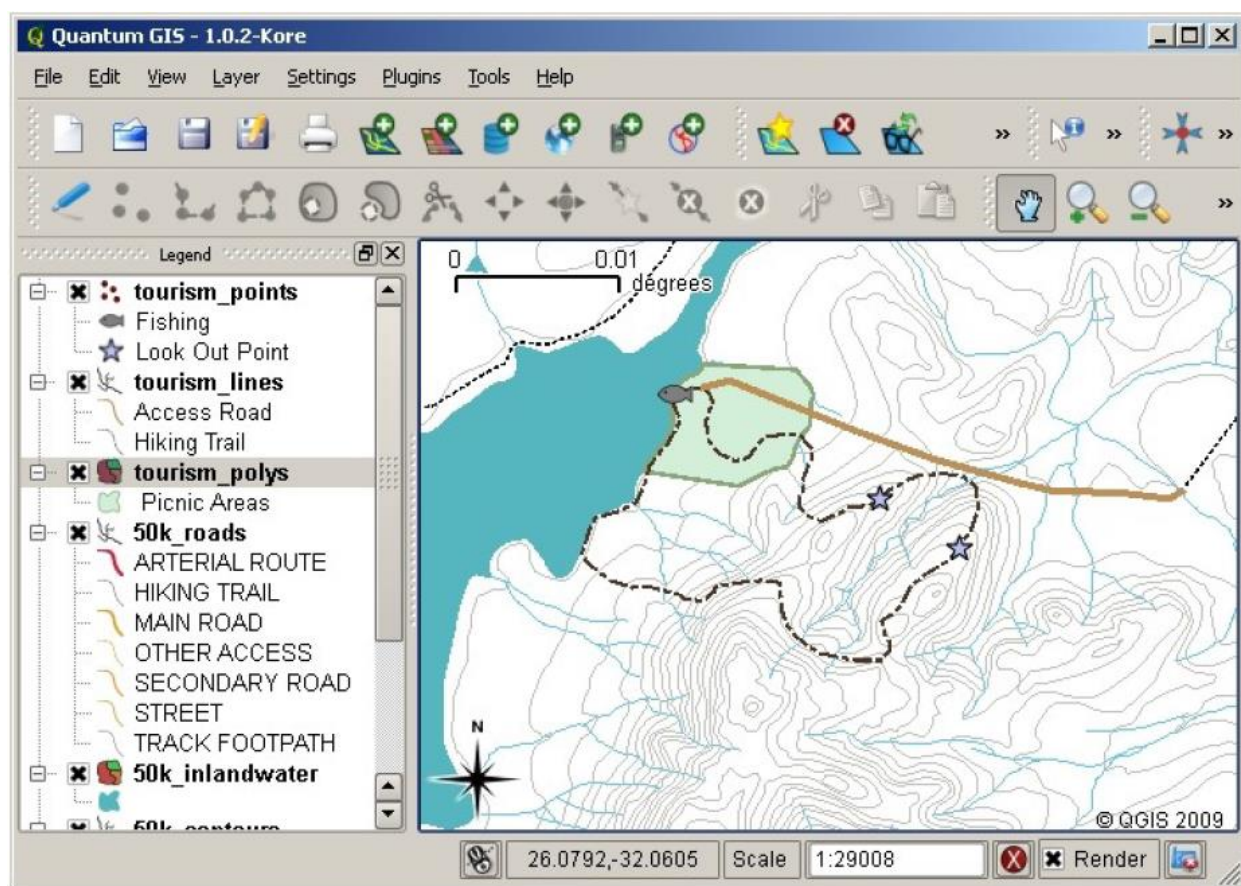 Quantum GIS - 1.0.2-Kore
File Edit View Layer Settings Plugins Tools Help
Legend
tourism_points
Fishing
Look Out Point
tourism_lines
Access Road
Hiking Trail
tourism_polys
Picnic Areas
50k_roads
ARTERIAL ROUTE
HIKING TRAIL
MAIN ROAD
OTHER ACCESS
SECONDARY ROAD
STREET
TRACK FOOTPATH
50k_inlandwater
50k_contours
0 0.01
degrees
N
© QGIS 2009
26.0792,-32.0605 Scale 1:29008 Render